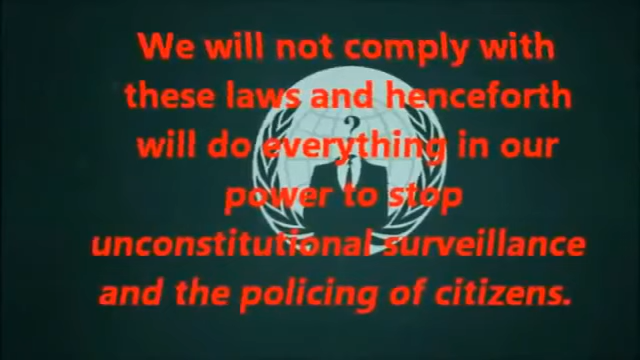 We will not comply with
these laws and henceforth
will do everything in our
power to stop
unconstitutional surveillance
and the policing of citizens.
?